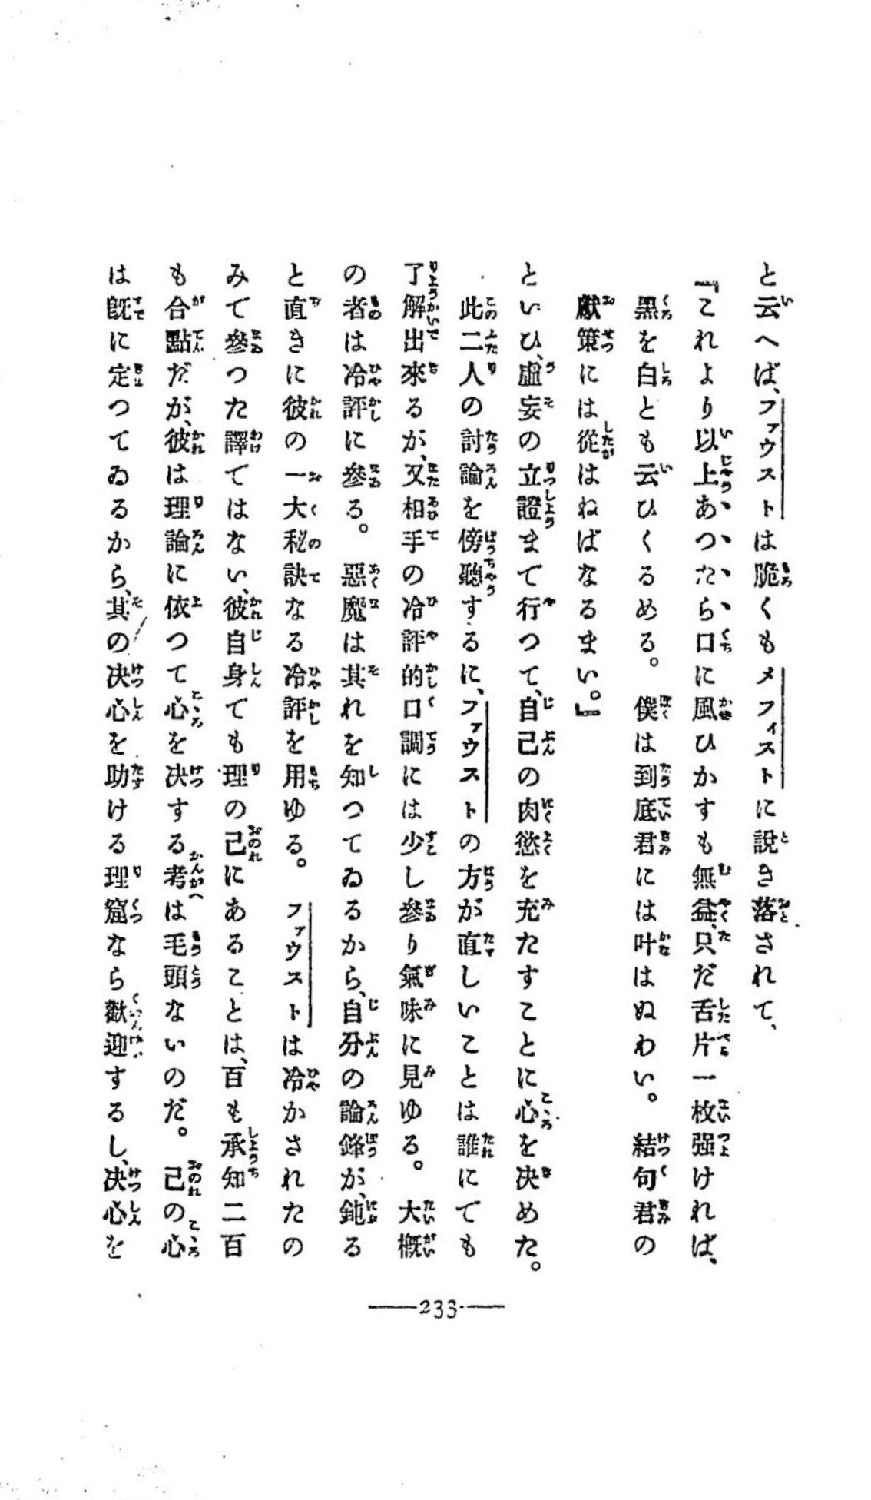 と云へば、ファウストは脆くもメフィストに説き落されて、
『これより以上あつたら口に風ひかすも無益、只だ舌片一枚强ければ、
黑を白とも云ひくるめる。僕は到底君には叶はぬわい。結句君の
獻策には從はねばなるまい。』
といひ、虛妄の立證まで行つて、自己の肉慾を充たすことに心を决めた。
此二人の討論を傍聽するに、ファウストの方が直しいことは誰にでも
了解出來るが、又相手の冷評的口調には少し參り氣味に見ゆる。大概
の者は冷評に參る。惡魔は其れを知つてゐるから、自分の論鋒が、鈍る
と直きに彼の一大秘訣なる冷評を用ゆる。ファウストは冷かされたの
みで參つた譯ではない、彼自身でも理の己にあることは、百も承知二百
も合點だが、彼は理論に依つて心を决する考は毛頭ないのだ。己の心
は旣に定つてゐるから、其の决心を助ける理窟なら歡迎するし、决心を
233